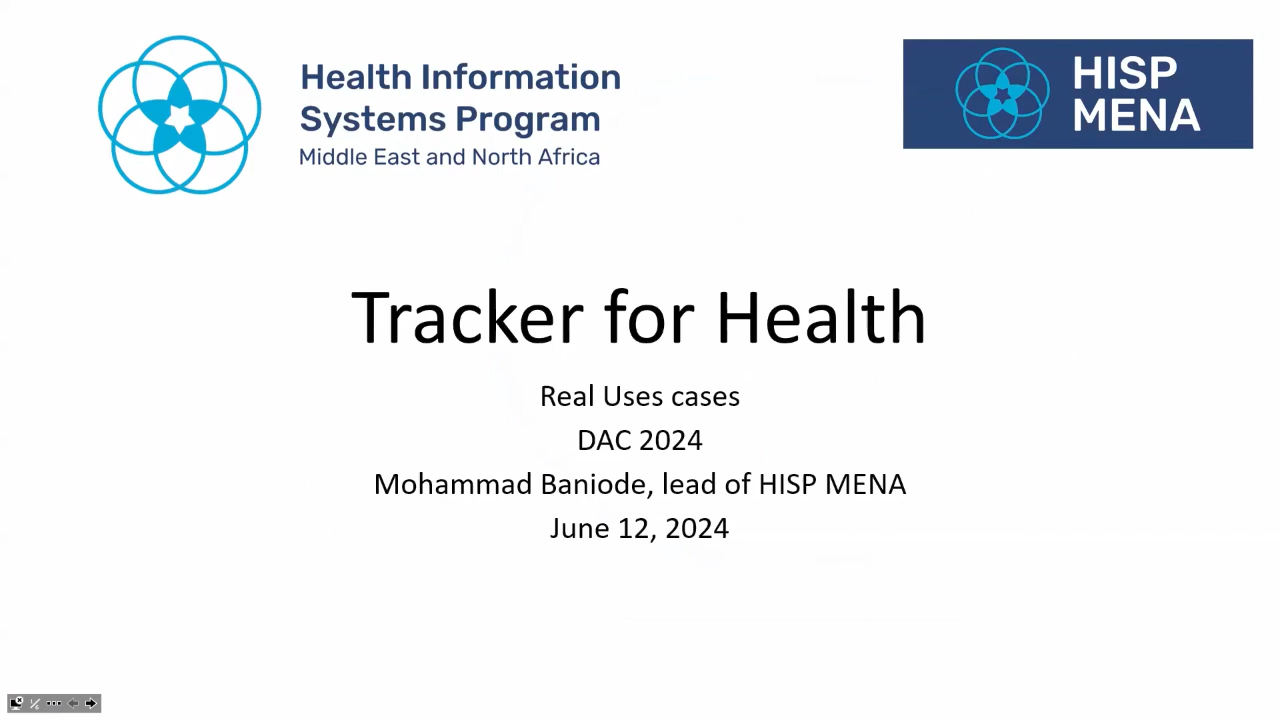 Health Information
Systems Program
Middle East and North Africa
HISP
MENA
Tracker for Health
Real Uses cases
DAC 2024
Mohammad Baniode, lead of HISP MENA
June 12, 2024